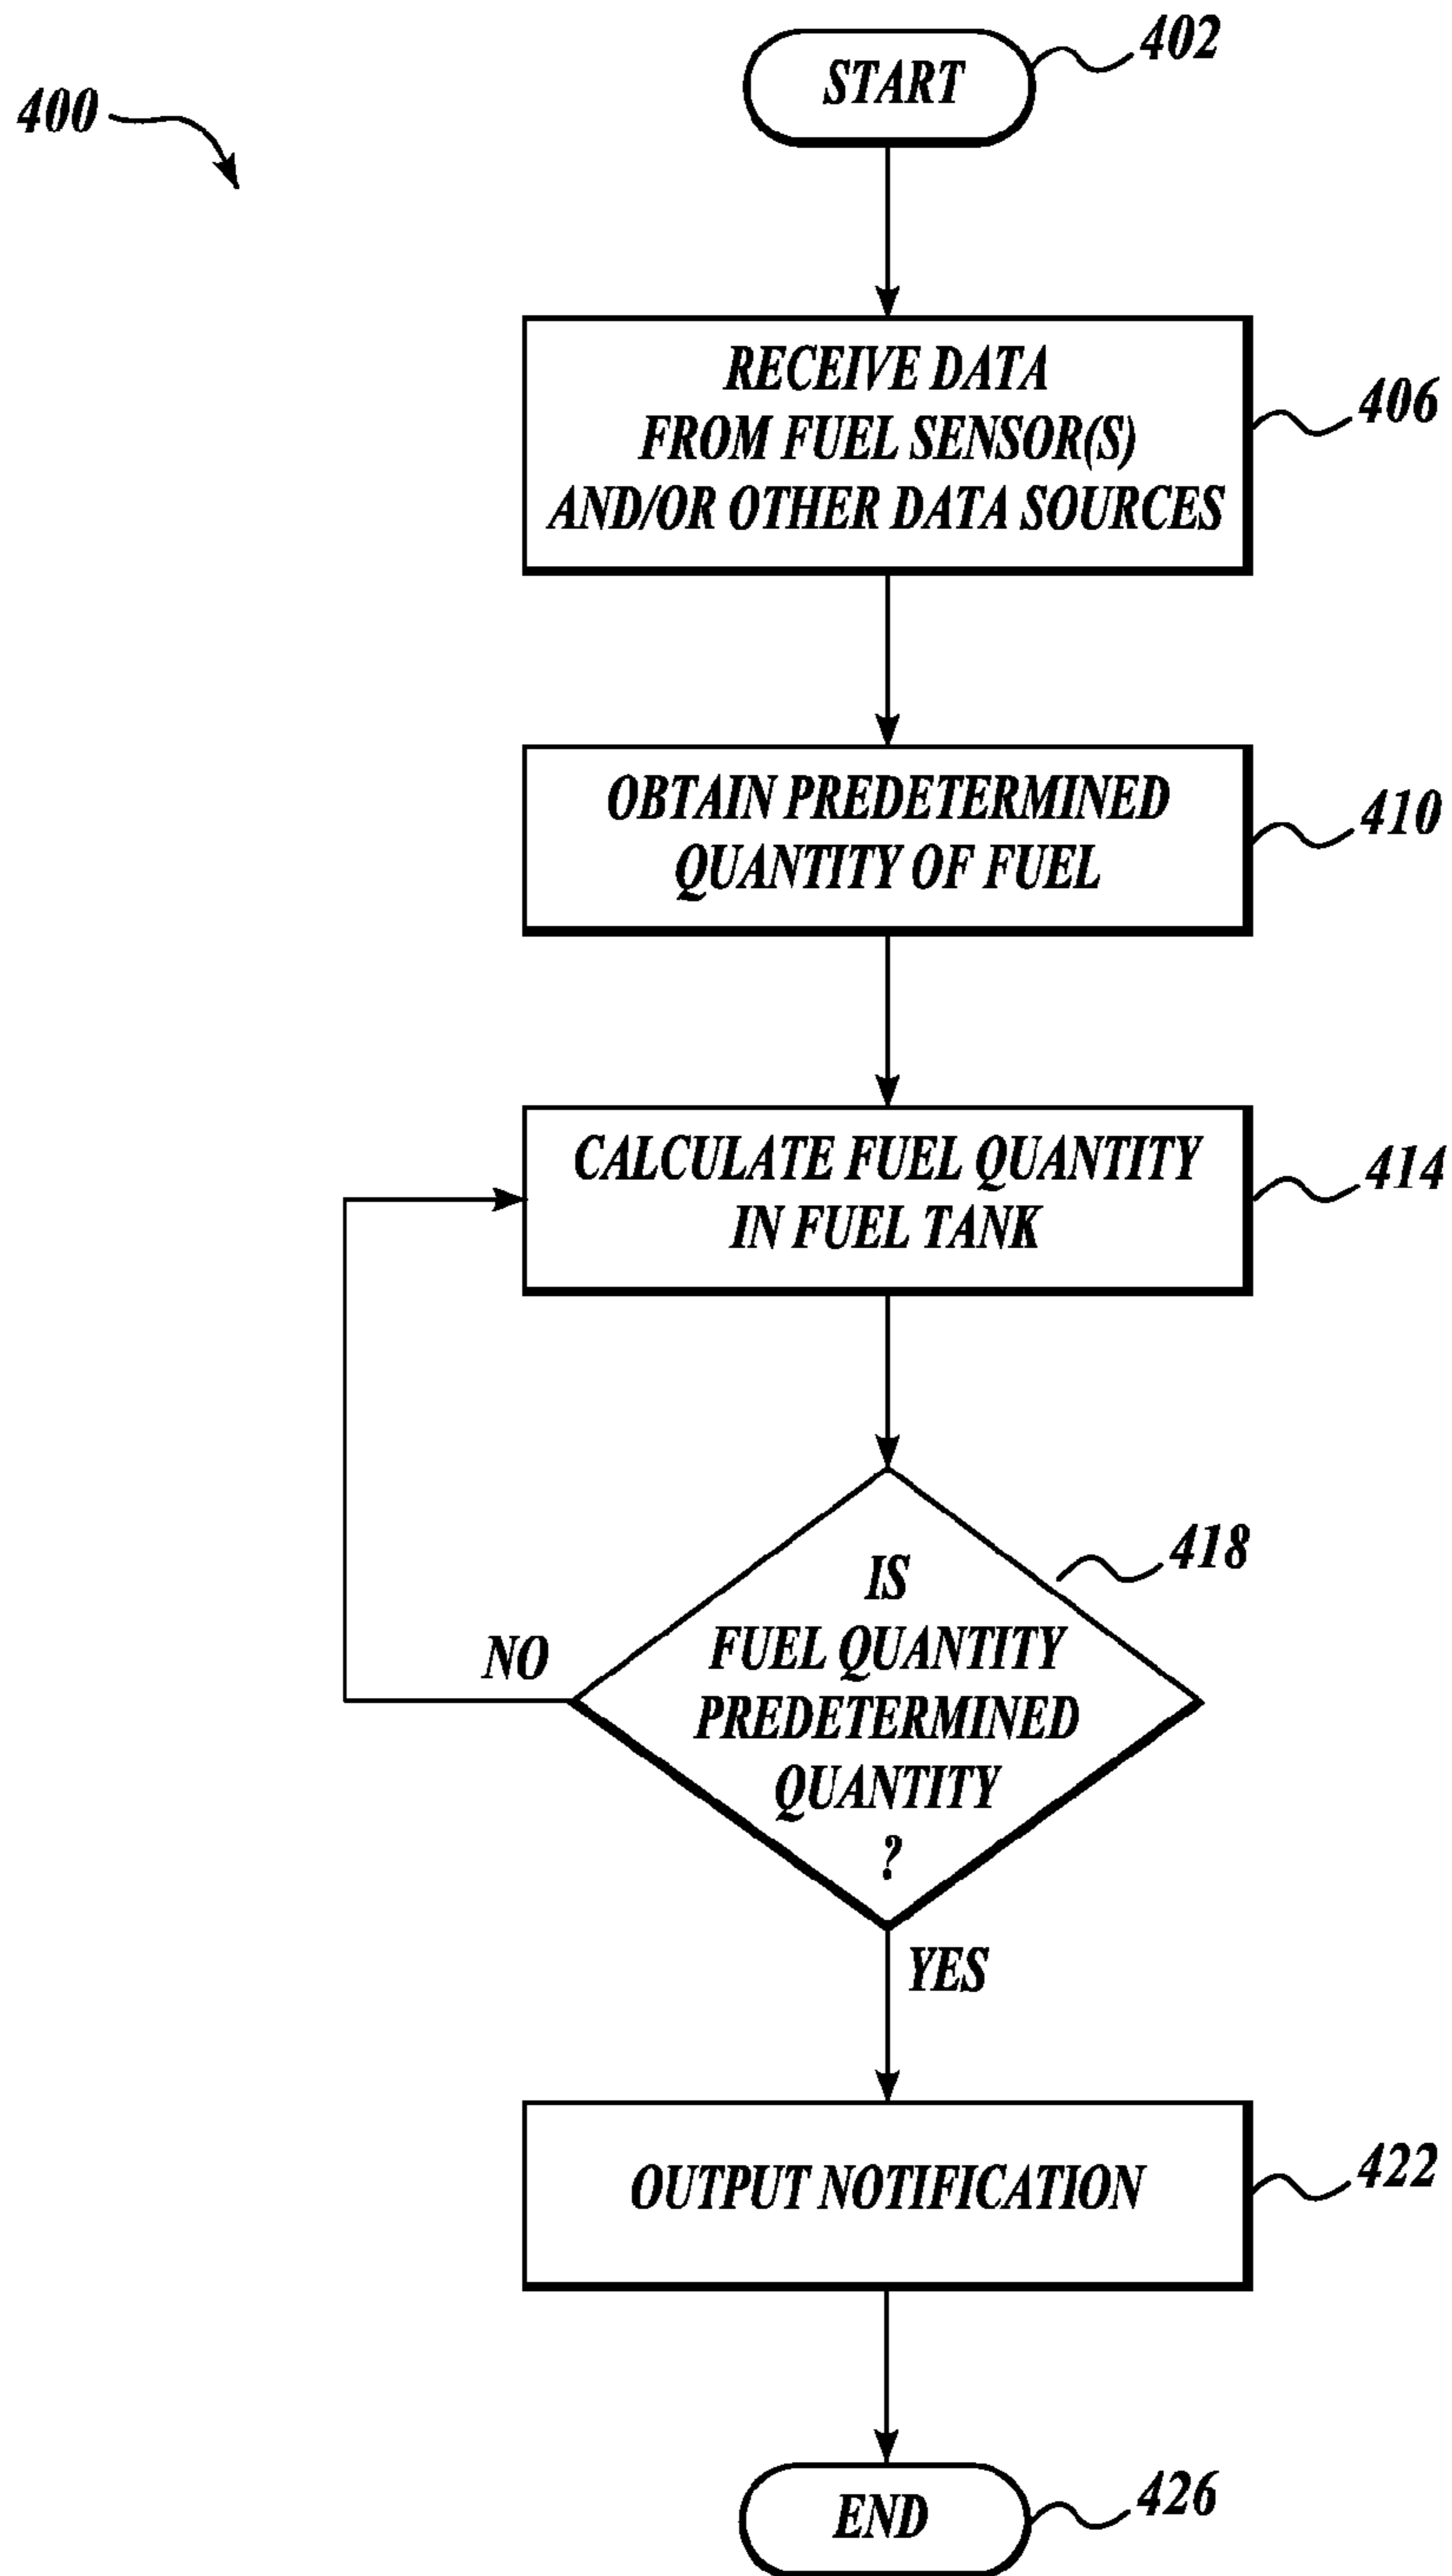 402
START
400
RECEIVE DATA
FROM FUEL SENSOR(S)
AND/OR OTHER DATA SOURCES
406
OBTAIN PREDETERMINED
QUANTITY OF FUEL
410
CALCULATE FUEL QUANTITY
IN FUEL TANK
414
IS
FUEL QUANTITY
PREDETERMINED
QUANTITY
?
418
NO
YES
OUTPUT NOTIFICATION
422
END
426